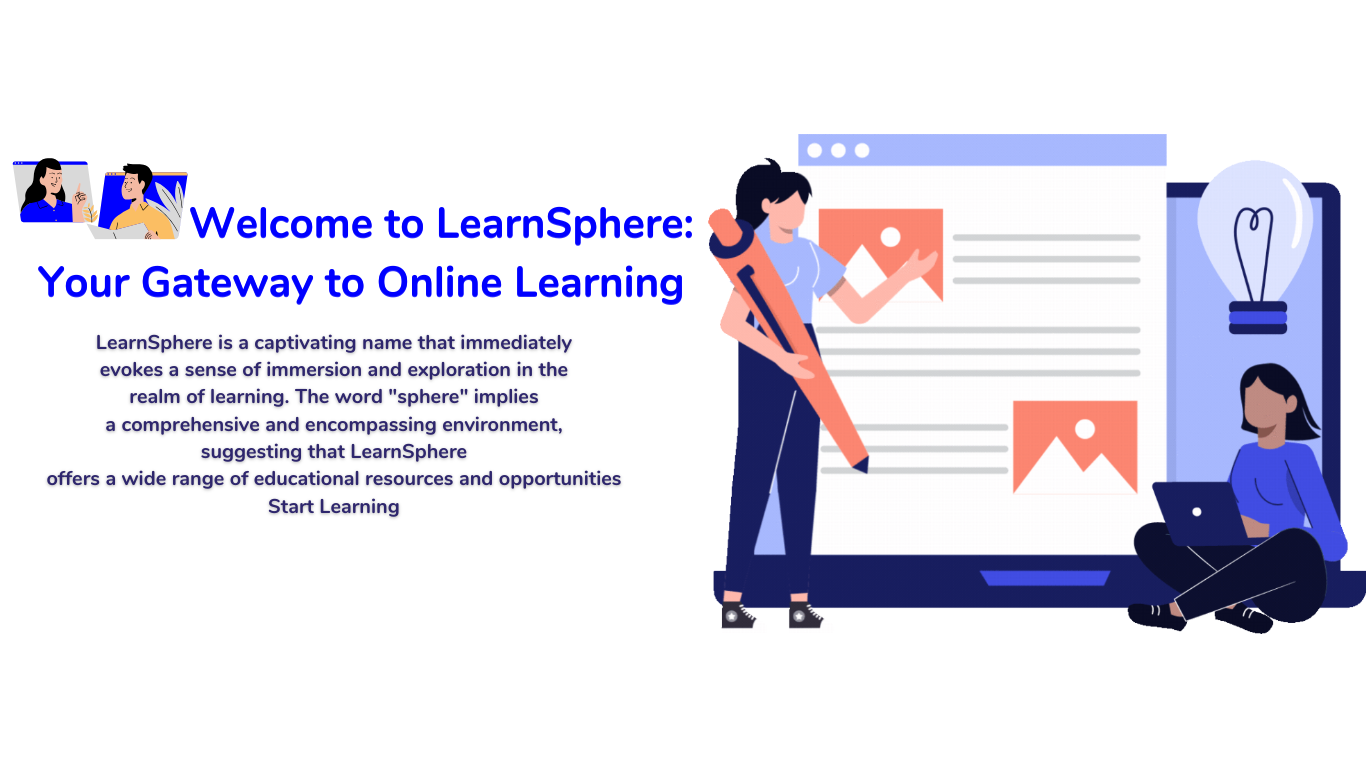 Welcome to LearnSphere:
Your Gateway to Online Learning
LearnSphere is a captivating name that immediately
evokes a sense of immersion and exploration in the
realm of learning. The word "sphere" implies
a comprehensive and encompassing environment,
suggesting that LearnSphere
offers a wide range of educational resources and opportunities
Start Learning